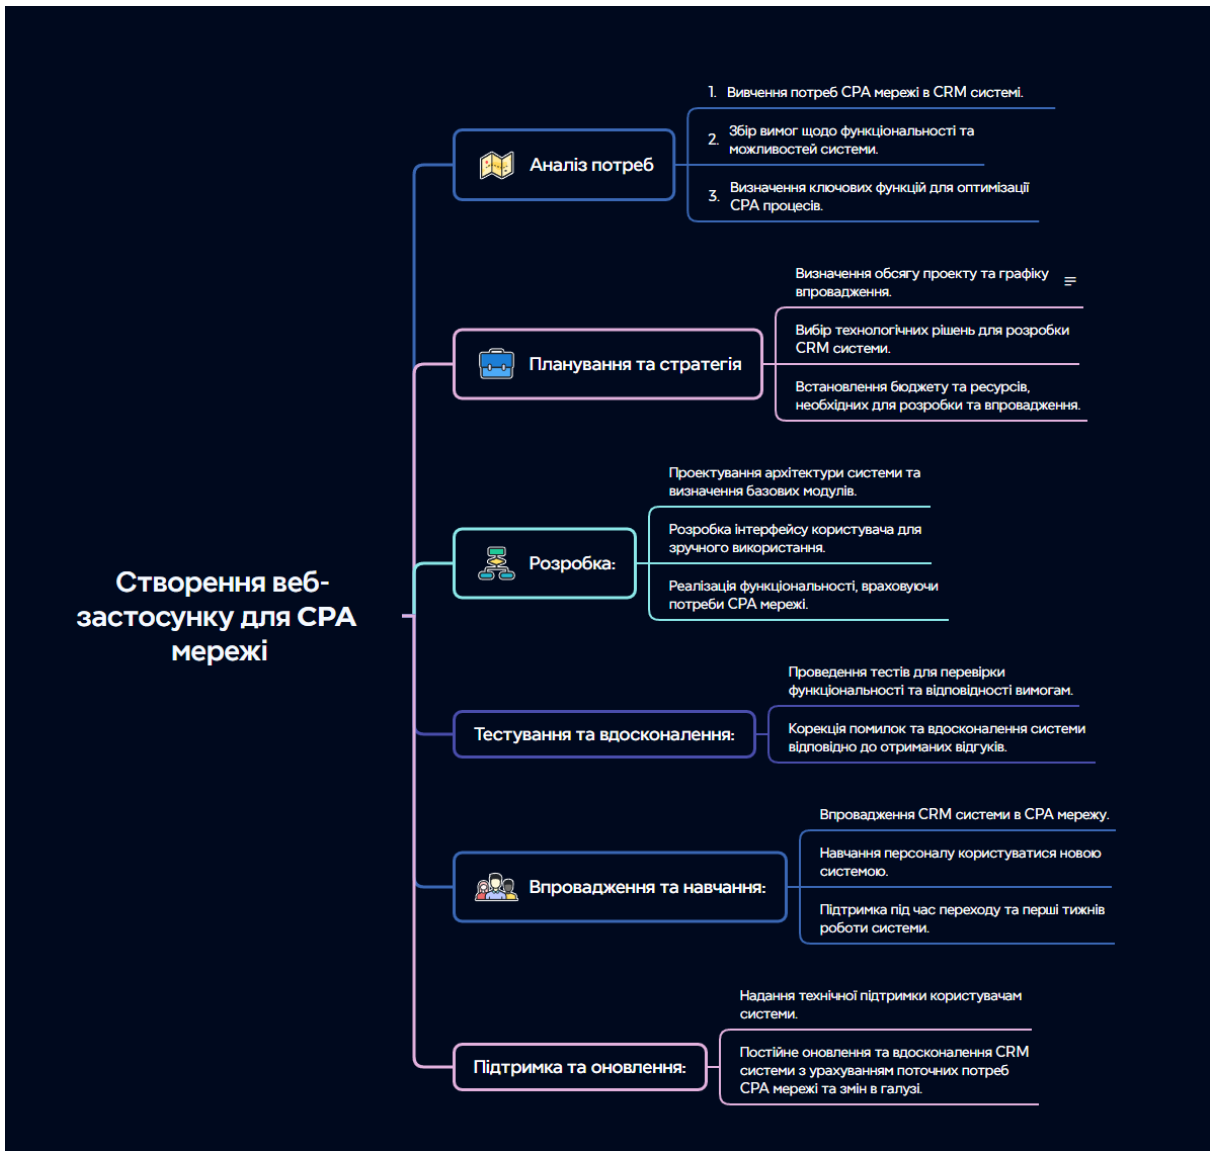 Створення веб-
застосунку для CPA
мережі
Аналіз потреб
1. Вивчення потреб CPA мережі в CRM системі.
2. Збір вимог щодо функціональності та
можливостей системи.
3. Визначення ключових функцій для оптимізації
CPA процесів.
Планування та стратегія
Визначення обсягу проекту та графіку
впровадження.
Вибір технологічних рішень для розробки
CRM системи.
Встановлення бюджету та ресурсів,
необхідних для розробки та впровадження.
Розробка:
Проектування архітектури системи та
визначення базових модулів.
Розробка інтерфейсу користувача для
зручного використання.
Реалізація функціональності, враховуючи
потреби CPA мережі.
Тестування та вдосконалення:
Проведення тестів для перевірки
функціональності та відповідності вимогам.
Корекція помилок та вдосконалення системи
відповідно до отриманих відгуків.
Впровадження та навчання:
Впровадження CRM системи в CPA мережу.
Навчання персоналу користуватися новою
системою.
Підтримка під час переходу та перші тижнів
роботи системи.
Підтримка та оновлення:
Надання технічної підтримки користувачам
системи.
Постійне оновлення та вдосконалення CRM
системи з урахуванням поточних потреб
CPA мережі та змін в галузі.